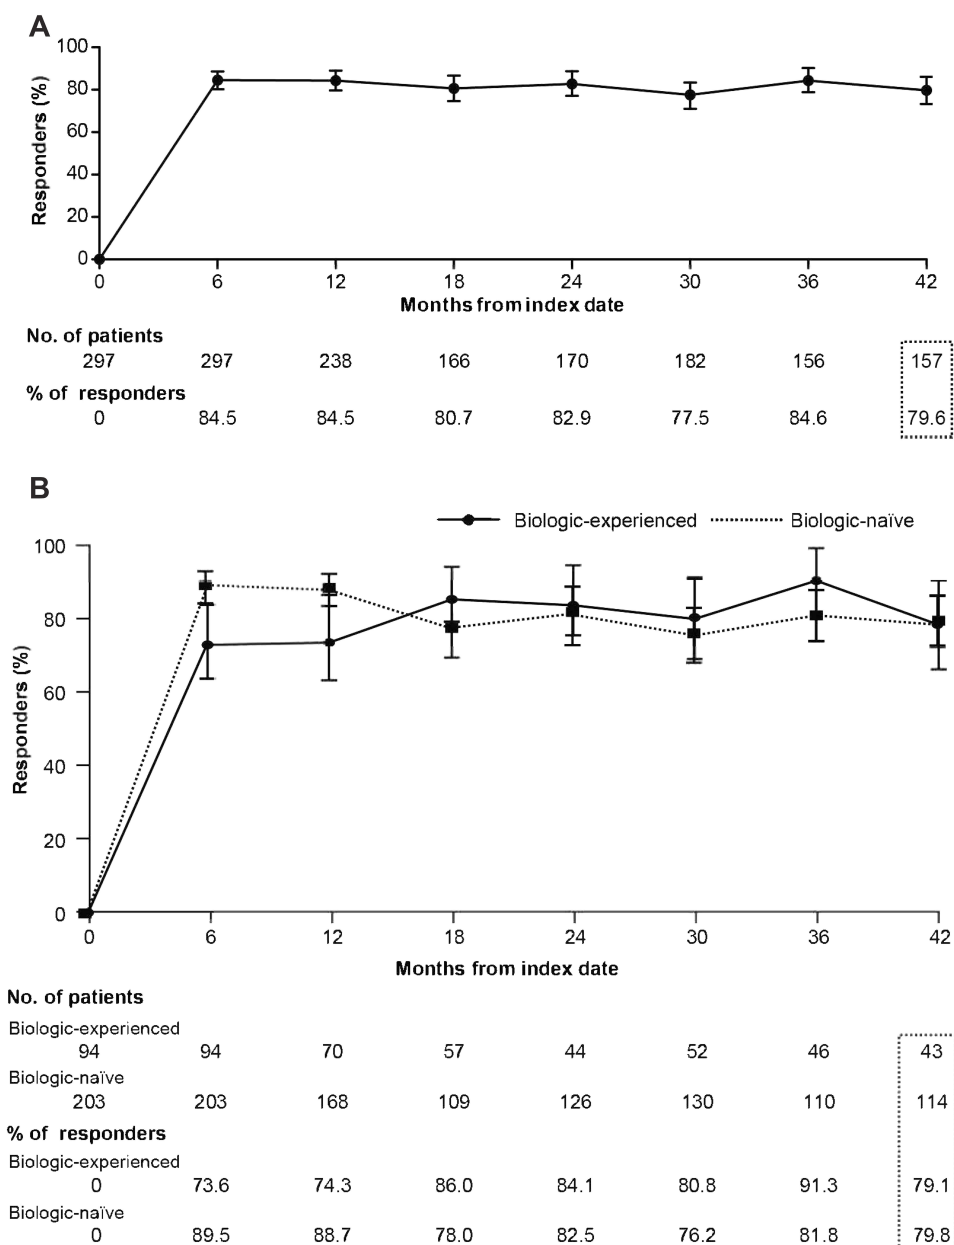 A
100
80
60
40
20
0
Responders (%)
0 6 12 18 24 30 36 42
Months from index date
No. of patients
297 297 238 166 170 182 156 157
% of responders
0 84.5 84.5 80.7 82.9 77.5 84.6 79.6
B
Biologic-experienced Biologic-naïve
100
80
60
40
20
0
Responders (%)
0 6 12 18 24 30 36 42
Months from index date
No. of patients
Biologic-experienced
94 94 70 57 44 52 46 43
Biologic-naïve
203 203 168 109 126 130 110 114
% of responders
Biologic-experienced
0 73.6 74.3 86.0 84.1 80.8 91.3 79.1
Biologic-naïve
0 89.5 88.7 78.0 82.5 76.2 81.8 79.8